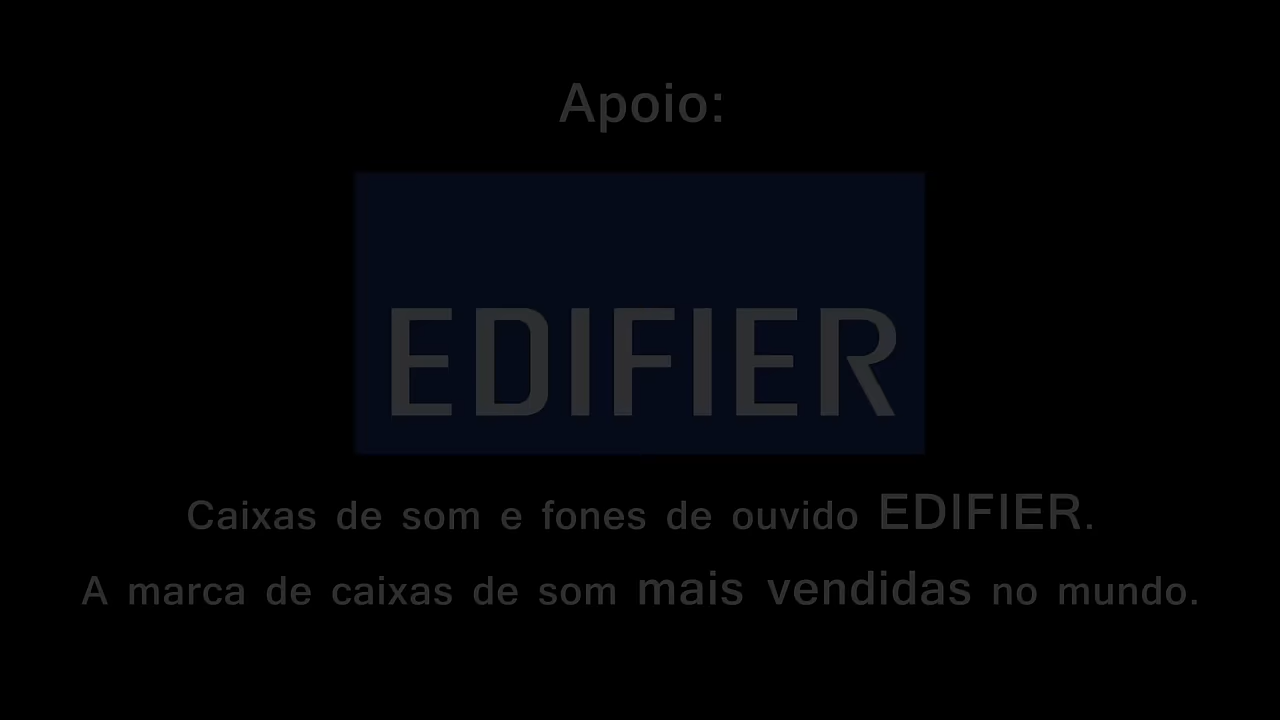 Apoio:
EDIFIER
Caixas de som e fones de ouvido EDIFIER.
A marca de caixas de som mais vendidas no mundo.